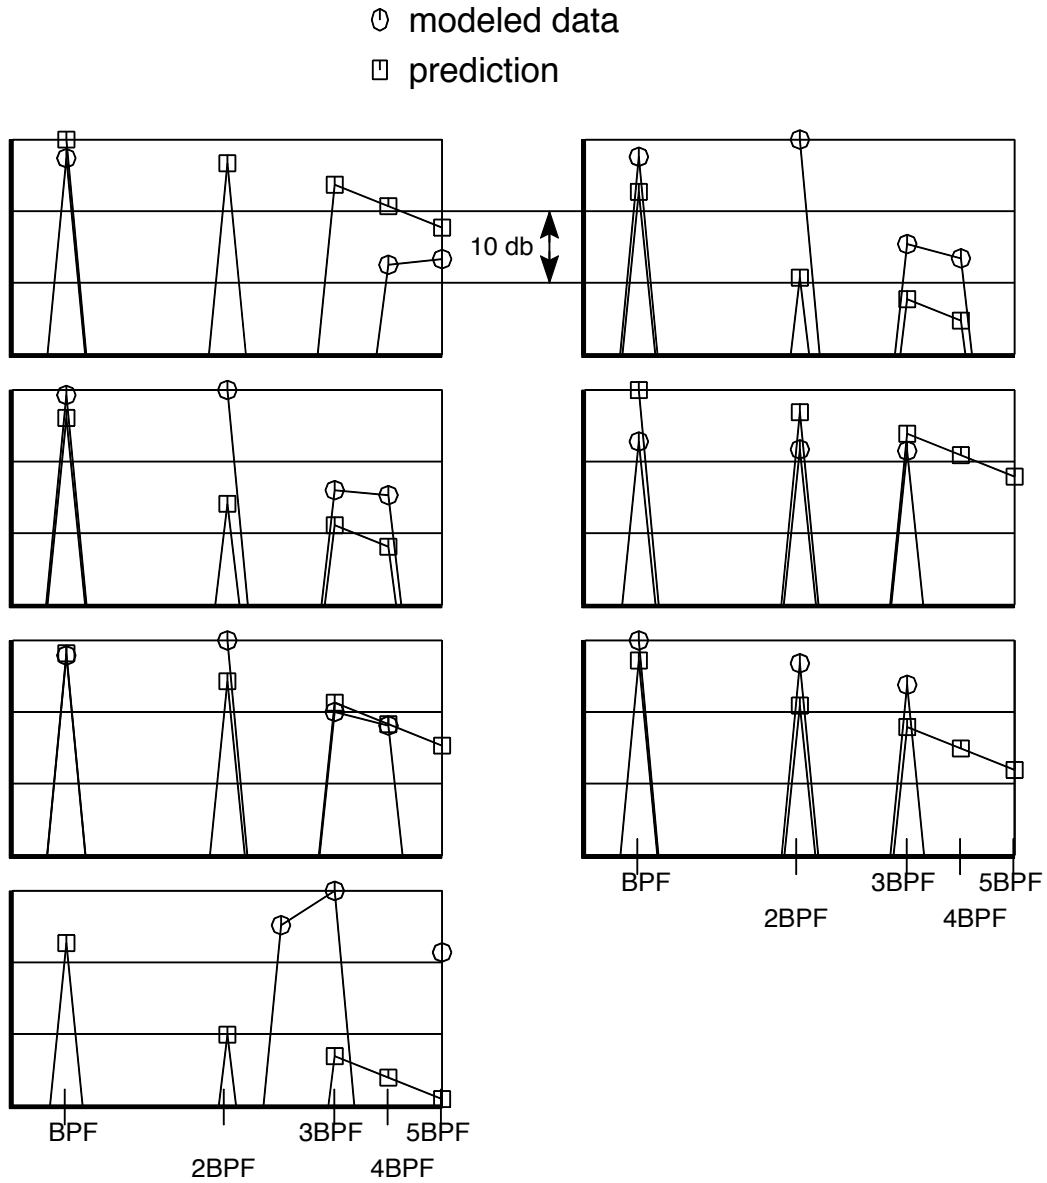 modeled data
prediction
10 db
BPF
2BPF
3BPF
4BPF
5BPF
BPF
2BPF
3BPF
4BPF
5BPF